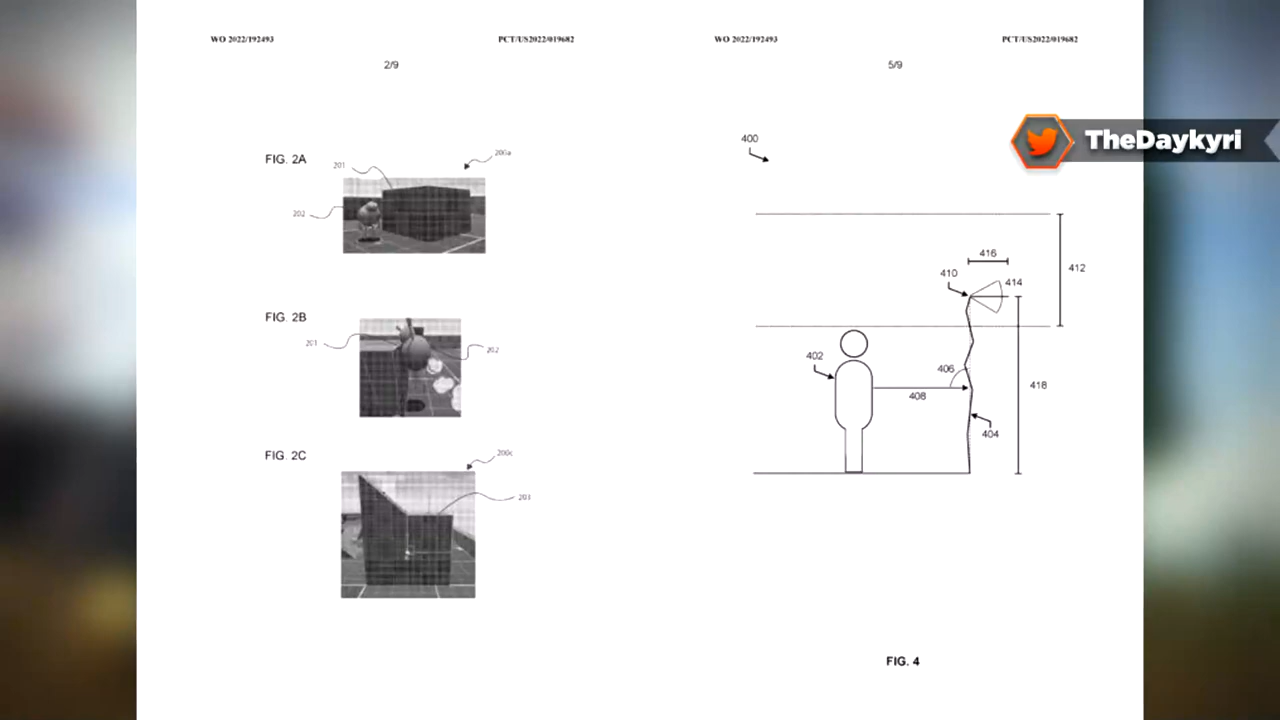 WO 2022/192493
PCT/US2022/019682
2/9
FIG. 2A
201
200a
202
FIG. 2B
201
202
FIG. 2C
200c
203
WO 2022/192493
PCT/US2022/019682
5/9
TheDaykyri
400
416
410
414
412
402
406
408
418
404
FIG. 4